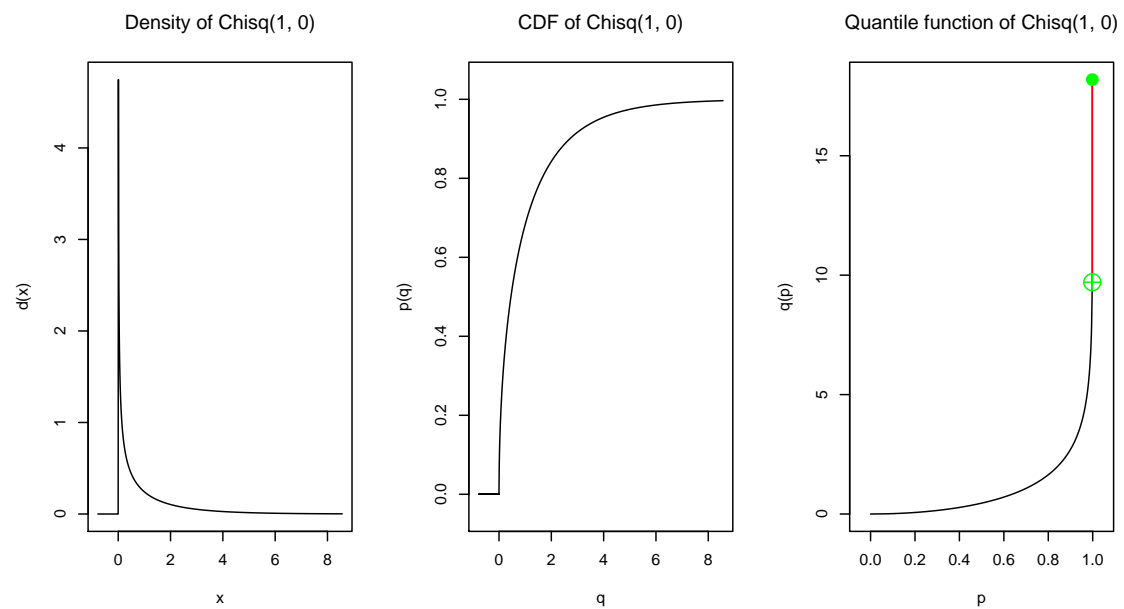 Density of Chisq(1, 0)
d(x)
0
1
2
3
4
0 2 4 6 8
x
CDF of Chisq(1, 0)
p(q)
0.0
0.2
0.4
0.6
0.8
1.0
0 2 4 6 8
q
Quantile function of Chisq(1, 0)
q(p)
0
5
10
15
0.0 0.2 0.4 0.6 0.8 1.0
p